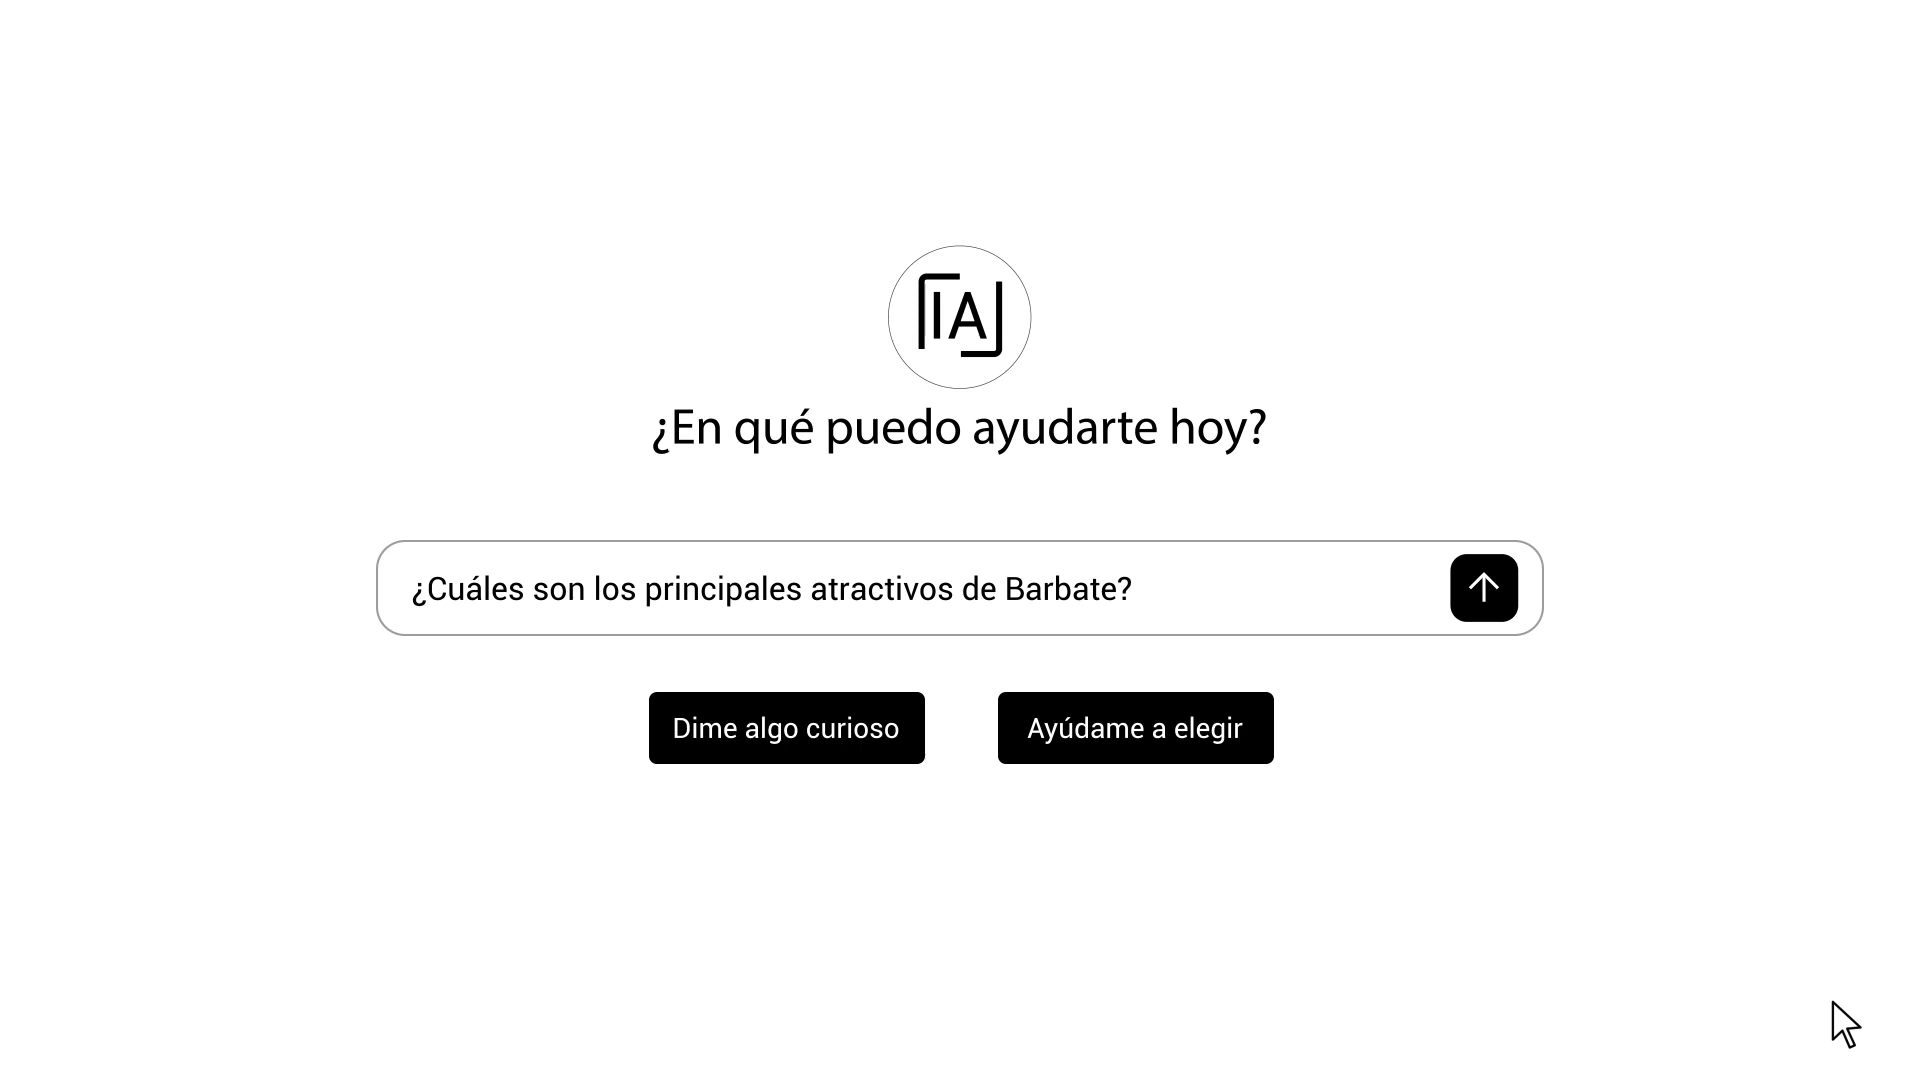 IA
¿En qué puedo ayudarte hoy?
¿Cuáles son los principales atractivos de Barbate?
Dime algo curioso
Ayúdame a elegir